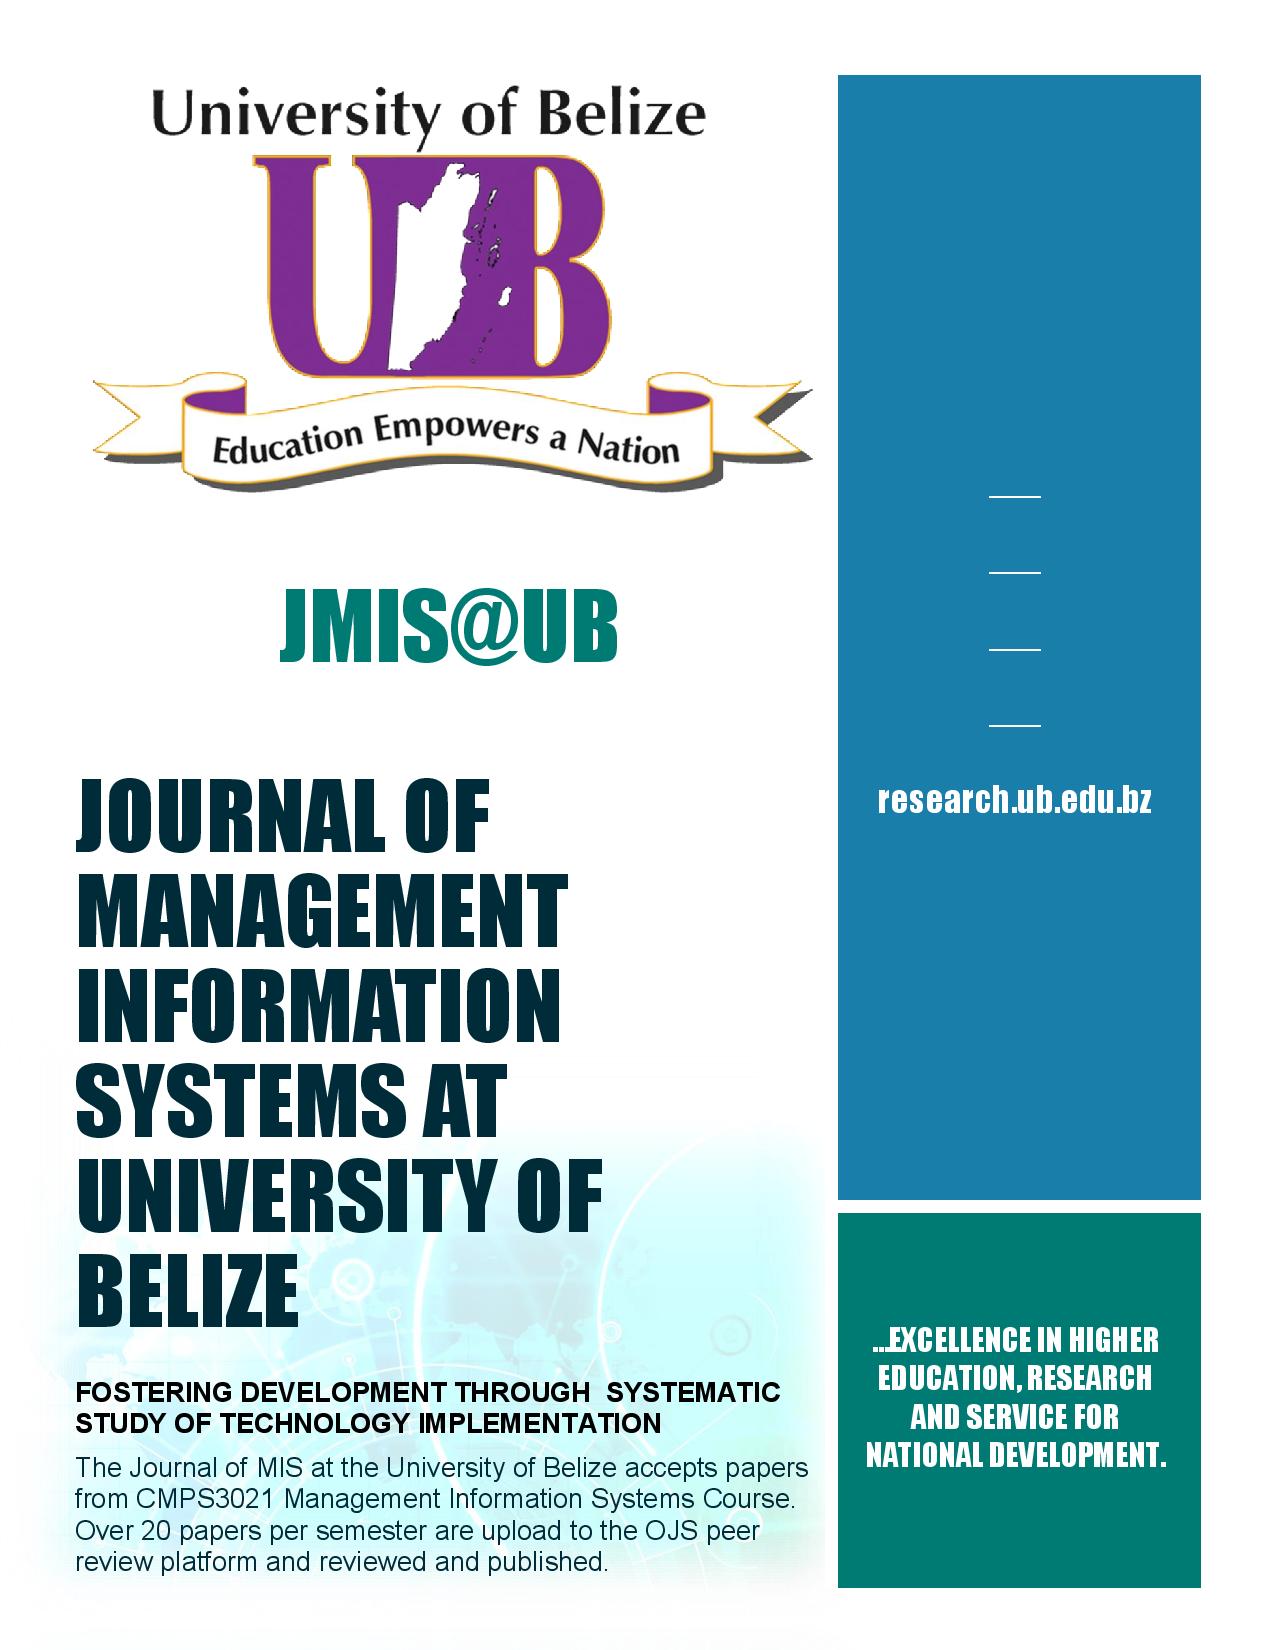 University of Belize
UB
Education Empowers a Nation
JMIS@UB
JOURNAL OF
MANAGEMENT
INFORMATION
SYSTEMS AT
UNIVERSITY OF
BELIZE
FOSTERING DEVELOPMENT THROUGH  SYSTEMATIC
STUDY OF TECHNOLOGY IMPLEMENTATION
The Journal of MIS at the University of Belize accepts papers
from CMPS3021 Management Information Systems Course.
Over 20 papers per semester are upload to the OJS peer
review platform and reviewed and published.
research.ub.edu.bz
...EXCELLENCE IN HIGHER
EDUCATION, RESEARCH
AND SERVICE FOR
NATIONAL DEVELOPMENT.